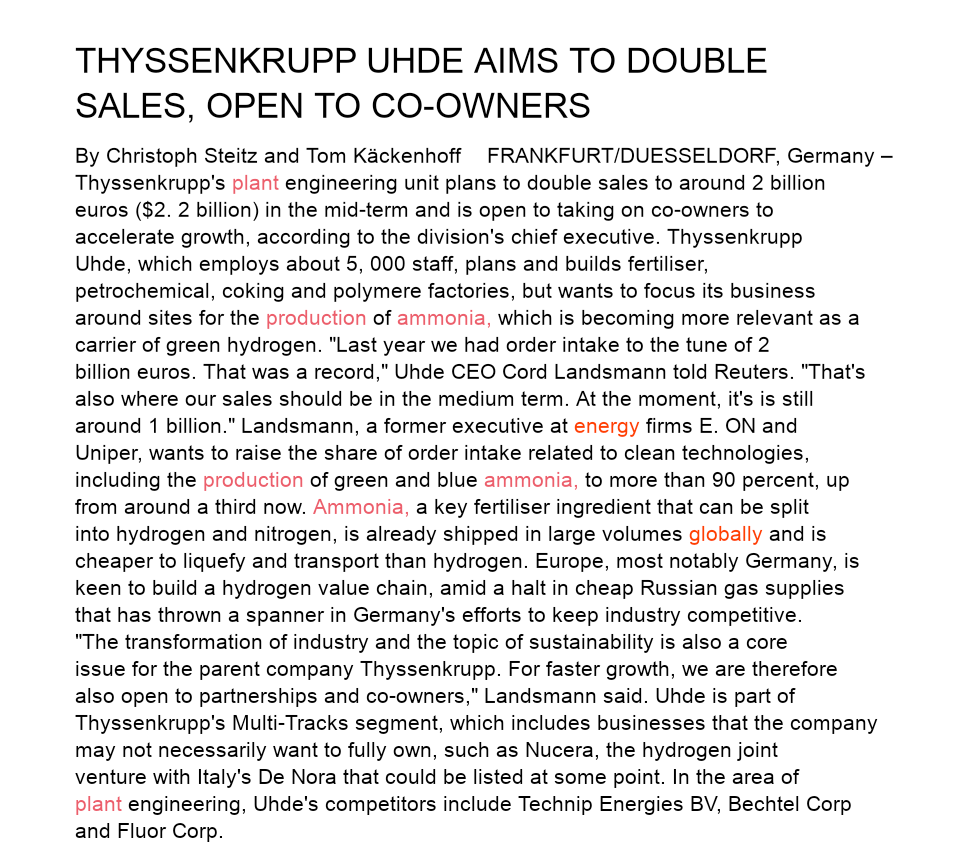 THYSSENKRUPP UHDE AIMS TO DOUBLE
SALES, OPEN TO CO-OWNERS
By Christoph Steitz and Tom Käckenhoff FRANKFURT/DUESSELDORF, Germany –
Thyssenkrupp's plant engineering unit plans to double sales to around 2 billion
euros ($2. 2 billion) in the mid-term and is open to taking on co-owners to
accelerate growth, according to the division's chief executive. Thyssenkrupp
Uhde, which employs about 5, 000 staff, plans and builds fertiliser,
petrochemical, coking and polymere factories, but wants to focus its business
around sites for the production of ammonia, which is becoming more relevant as a
carrier of green hydrogen. "Last year we had order intake to the tune of 2
billion euros. That was a record," Uhde CEO Cord Landsmann told Reuters. "That's
also where our sales should be in the medium term. At the moment, it's is still
around 1 billion." Landsmann, a former executive at energy firms E. ON and
Uniper, wants to raise the share of order intake related to clean technologies,
including the production of green and blue ammonia, to more than 90 percent, up
from around a third now. Ammonia, a key fertiliser ingredient that can be split
into hydrogen and nitrogen, is already shipped in large volumes globally and is
cheaper to liquefy and transport than hydrogen. Europe, most notably Germany, is
keen to build a hydrogen value chain, amid a halt in cheap Russian gas supplies
that has thrown a spanner in Germany's efforts to keep industry competitive.
"The transformation of industry and the topic of sustainability is also a core
issue for the parent company Thyssenkrupp. For faster growth, we are therefore
also open to partnerships and co-owners," Landsmann said. Uhde is part of
Thyssenkrupp's Multi-Tracks segment, which includes businesses that the company
may not necessarily want to fully own, such as Nucera, the hydrogen joint
venture with Italy's De Nora that could be listed at some point. In the area of
plant engineering, Uhde's competitors include Technip Energies BV, Bechtel Corp
and Fluor Corp.